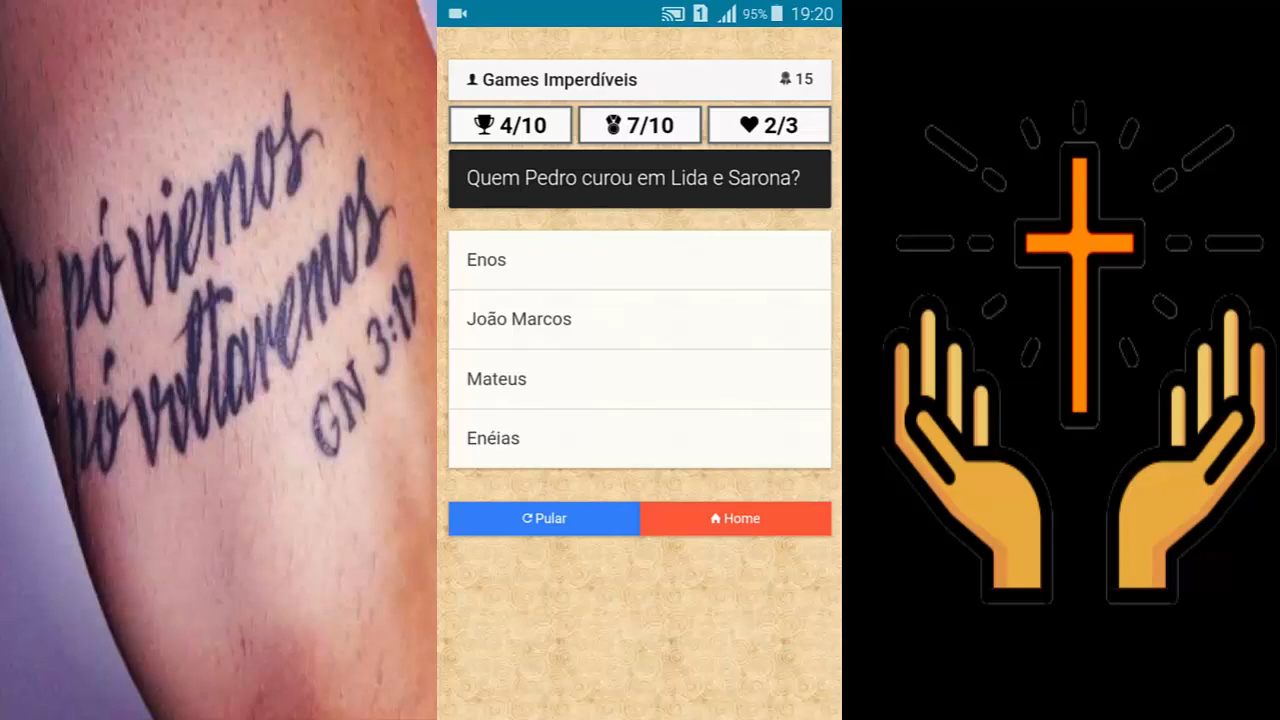 pó viemos
pó voltaremos
GN 3:19
1 95% 19:20
Games Imperdíveis 15
4/10 7/10 2/3
Quem Pedro curou em Lida e Sarona?
Enos
João Marcos
Mateus
Enéias
Pular Home